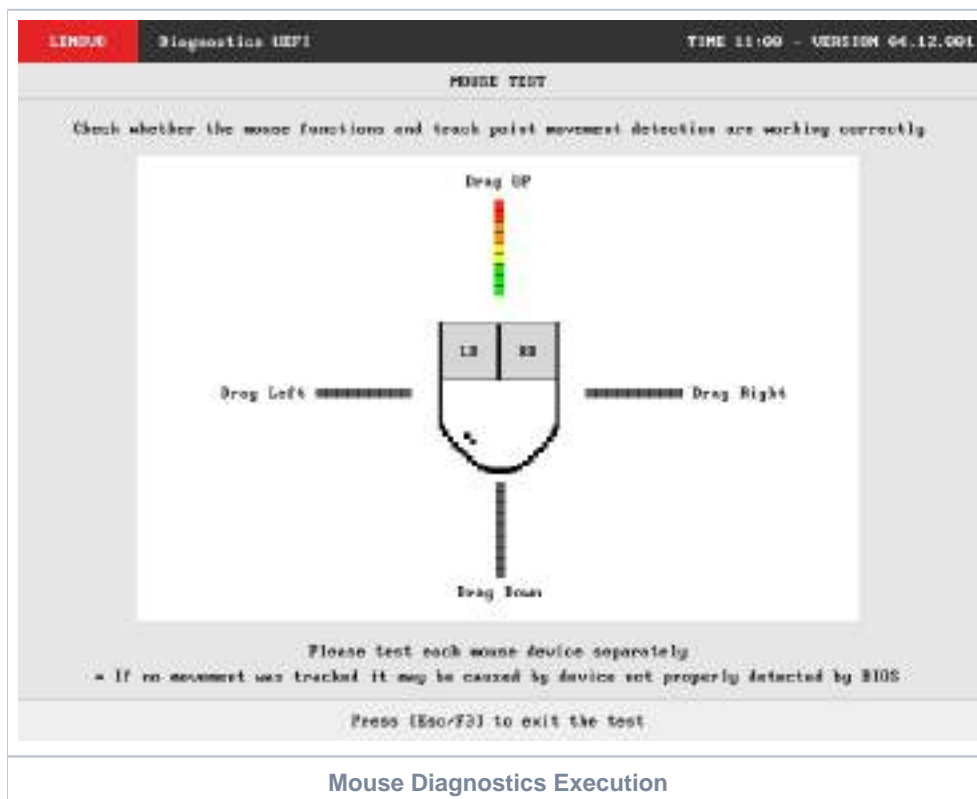 LENOVO Diagnostics UEFI TIME 11:00 - VERSION 04.12.001
MOUSE TEST
Check whether the mouse functions and track point movement detection are working correctly
Drag UP
LB RB
Drag Left Drag Right
Drag Down
Please test each mouse device separately
* If no movement was tracked it may be caused by device not properly detected by BIOS
Press [Esc/F3] to exit the test
Mouse Diagnostics Execution